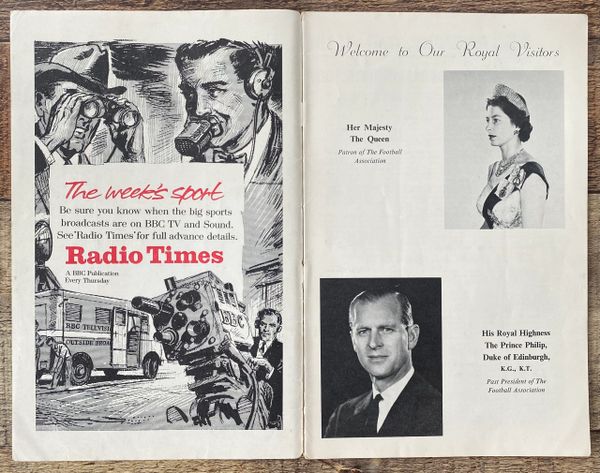 The week's sport
Be sure you know when the big sports
broadcasts are on BBC TV and Sound.
See 'Radio Times' for full advance details.
Radio Times
A BBC Publication
Every Thursday
BBC TELEVISI
OUTSIDE BROA
BBC
Welcome to Our Royal Visitors
Her Majesty
The Queen
Patron of The Football
Association
His Royal Highness
The Prince Philip,
Duke of Edinburgh,
K.G., K.T.
Past President of The
Football Association